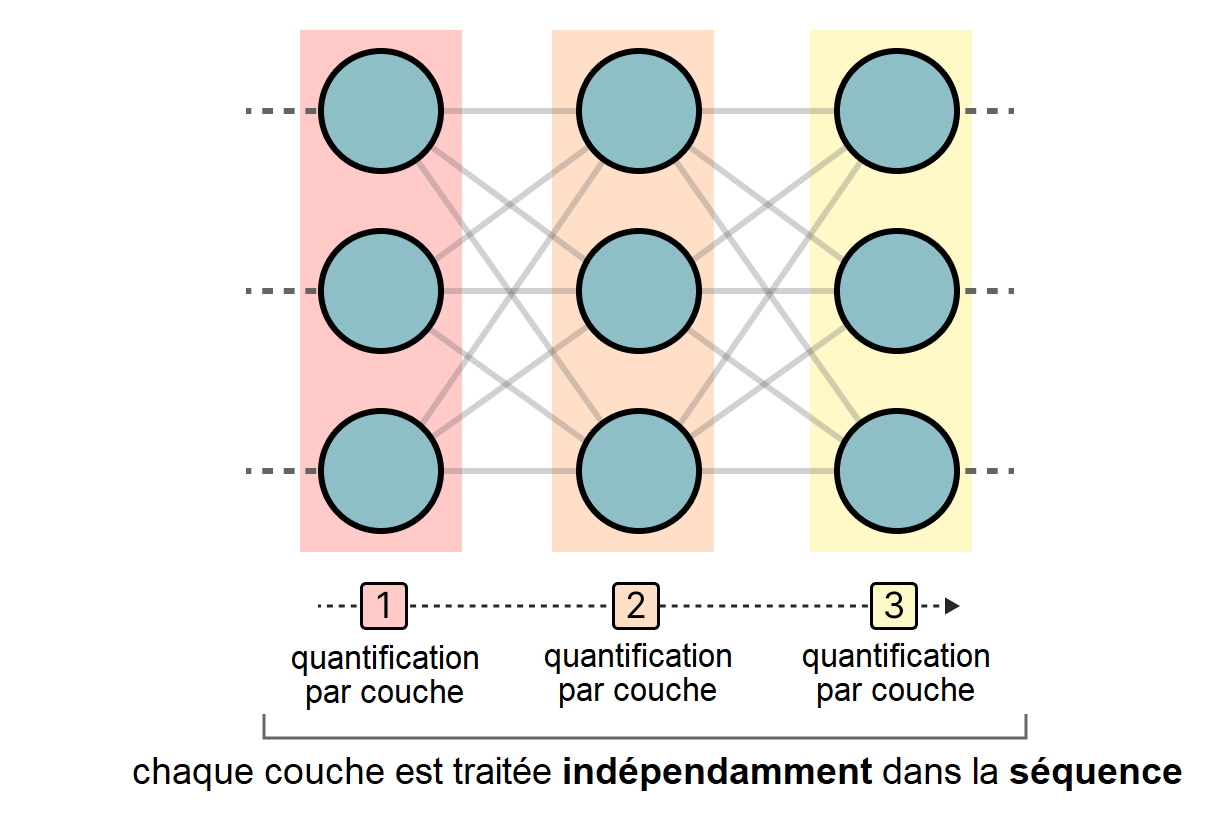 1
2
3
quantification
par couche
quantification
par couche
quantification
par couche
chaque couche est traitée indépendamment dans la séquence